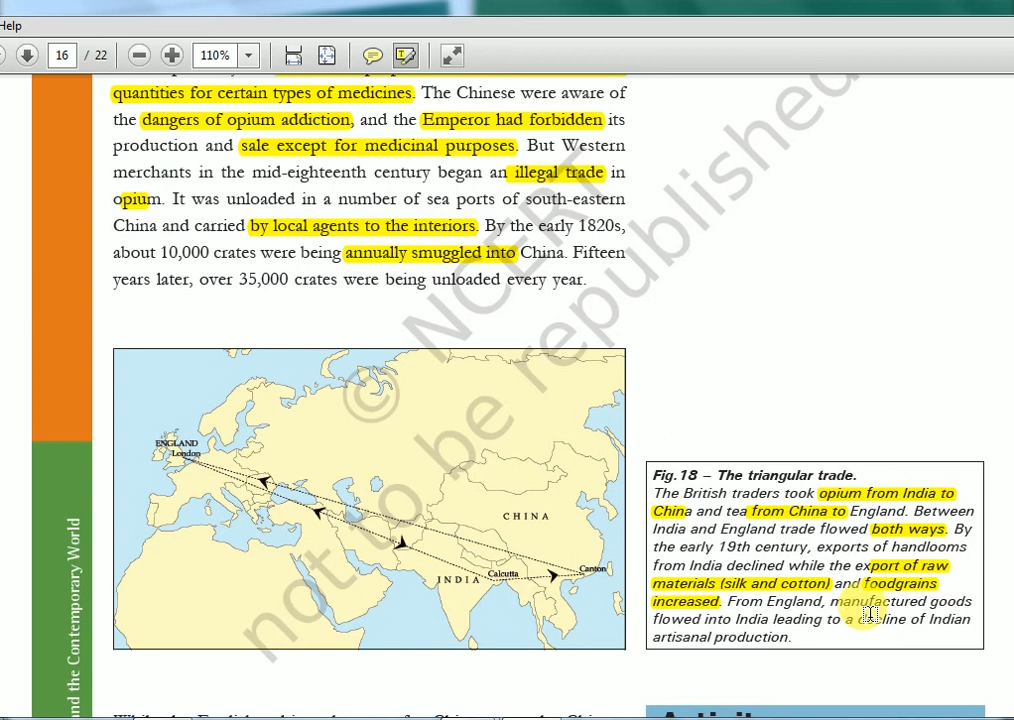 Help
16 / 22
110%
quantities for certain types of medicines. The Chinese were aware of
the dangers of opium addiction, and the Emperor had forbidden its
production and sale except for medicinal purposes. But Western
merchants in the mid-eighteenth century began an illegal trade in
opium. It was unloaded in a number of sea ports of south-eastern
China and carried by local agents to the interiors. By the early 1820s,
about 10,000 crates were being annually smuggled into China. Fifteen
years later, over 35,000 crates were being unloaded every year.
© NCERT
not to be republished
ENGLAND
London
CHINA
INDIA
Calcutta
Canton
Fig.18 – The triangular trade.
The British traders took opium from India to
China and tea from China to England. Between
India and England trade flowed both ways. By
the early 19th century, exports of handlooms
from India declined while the export of raw
materials (silk and cotton) and foodgrains
increased. From England, manufactured goods
flowed into India leading to a decline of Indian
artisanal production.
nd the Contemporary World